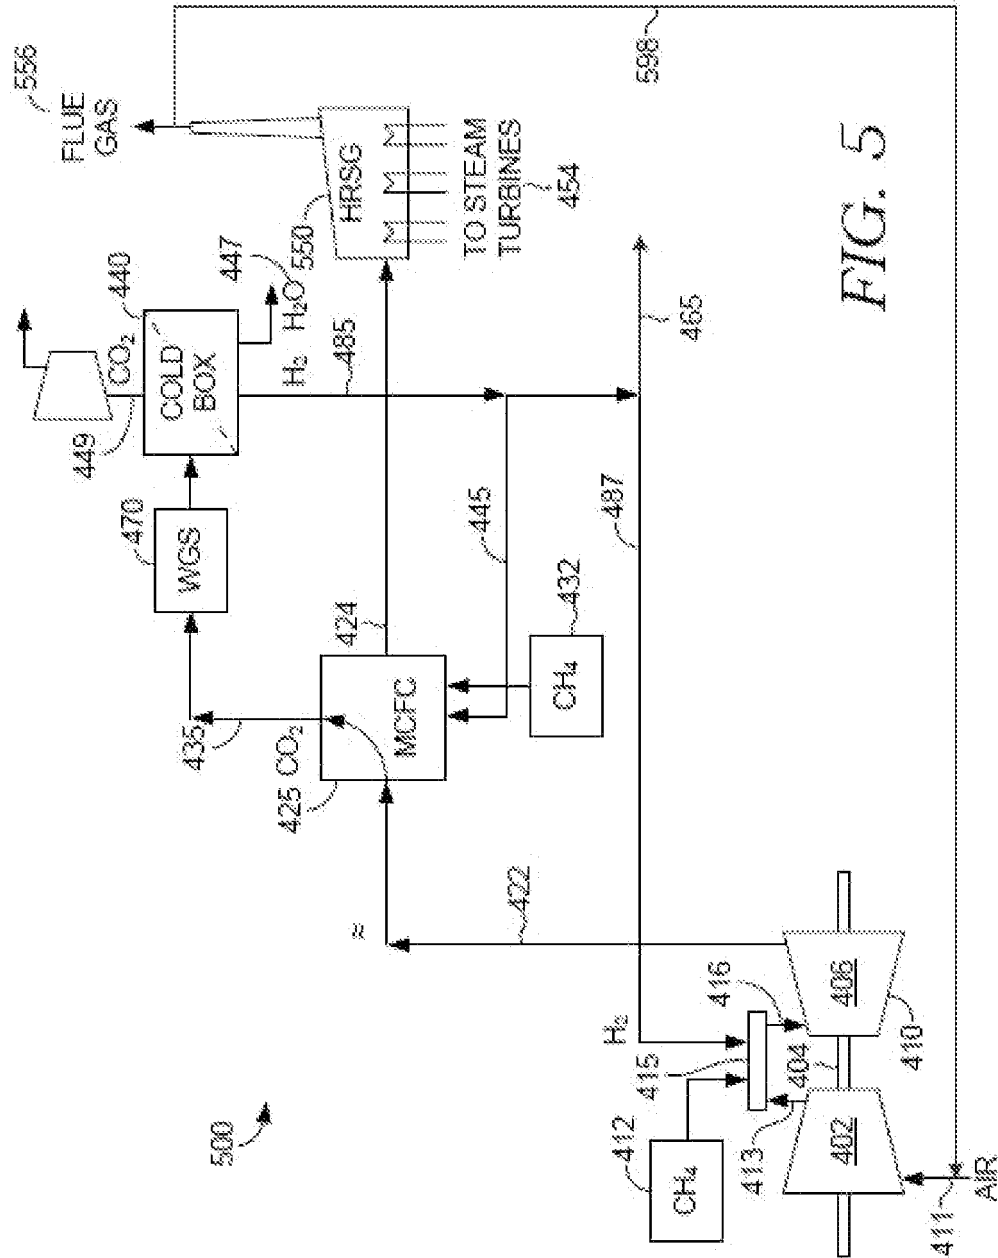 500
556
FLUE
GAS
598
CO₂
440
449
COLD
BOX
447
H₂O
H₂
485
550
HRSG
TO STEAM
TURBINES
454
470
WGS
435
CO₂
425
MCFC
424
445
CH₄
432
465
487
≈
422
H₂
412
CH₄
415
416
413
404
402
406
410
411
AIR
FIG. 5